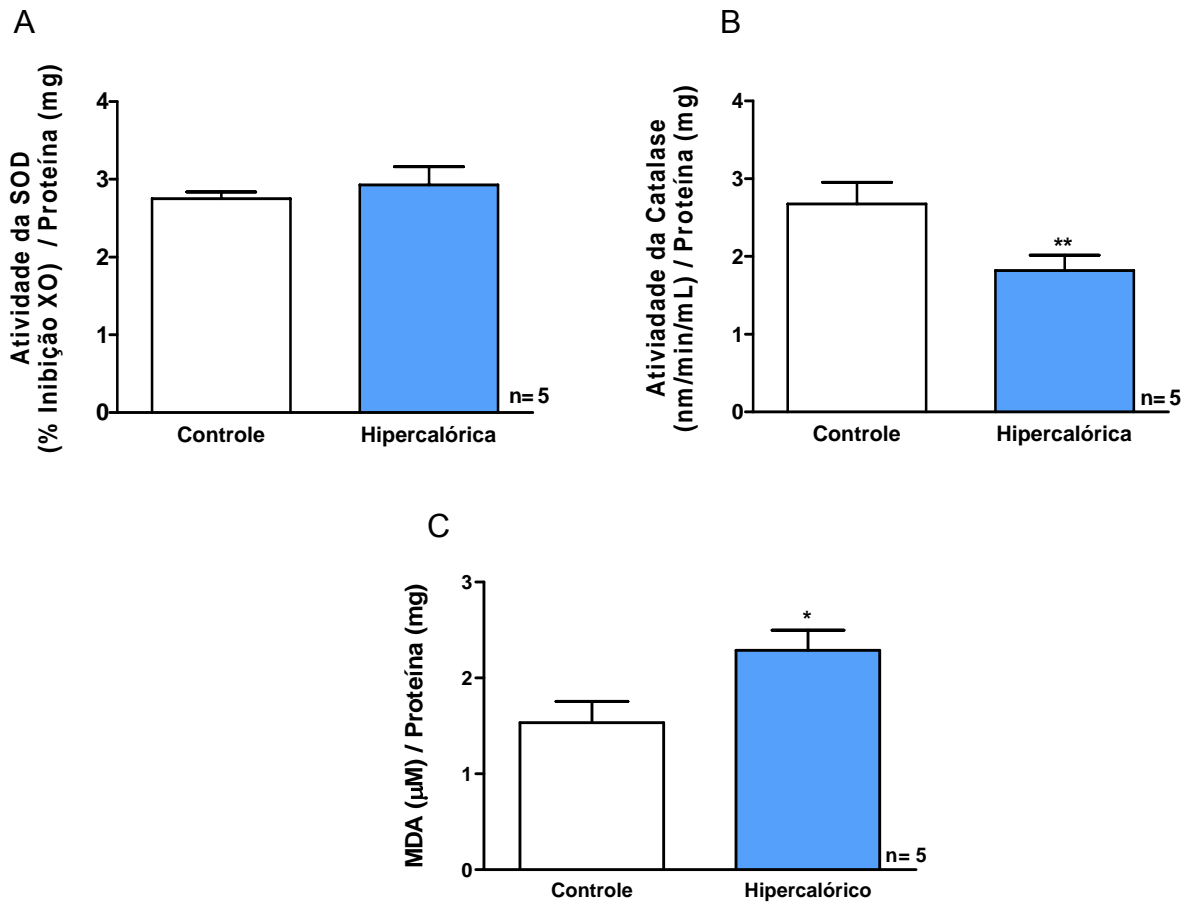 A
Atividade da SOD
(% Inibição XO) / Proteína (mg)
4
3
2
1
0
n= 5
Controle
Hipercalórica
B
Ativiadade da Catalase
(nm/min/mL) / Proteína (mg)
4
3
2
1
0
**
n= 5
Controle
Hipercalórica
C
MDA (μM) / Proteína (mg)
3
2
1
0
*
n= 5
Controle
Hipercalórico